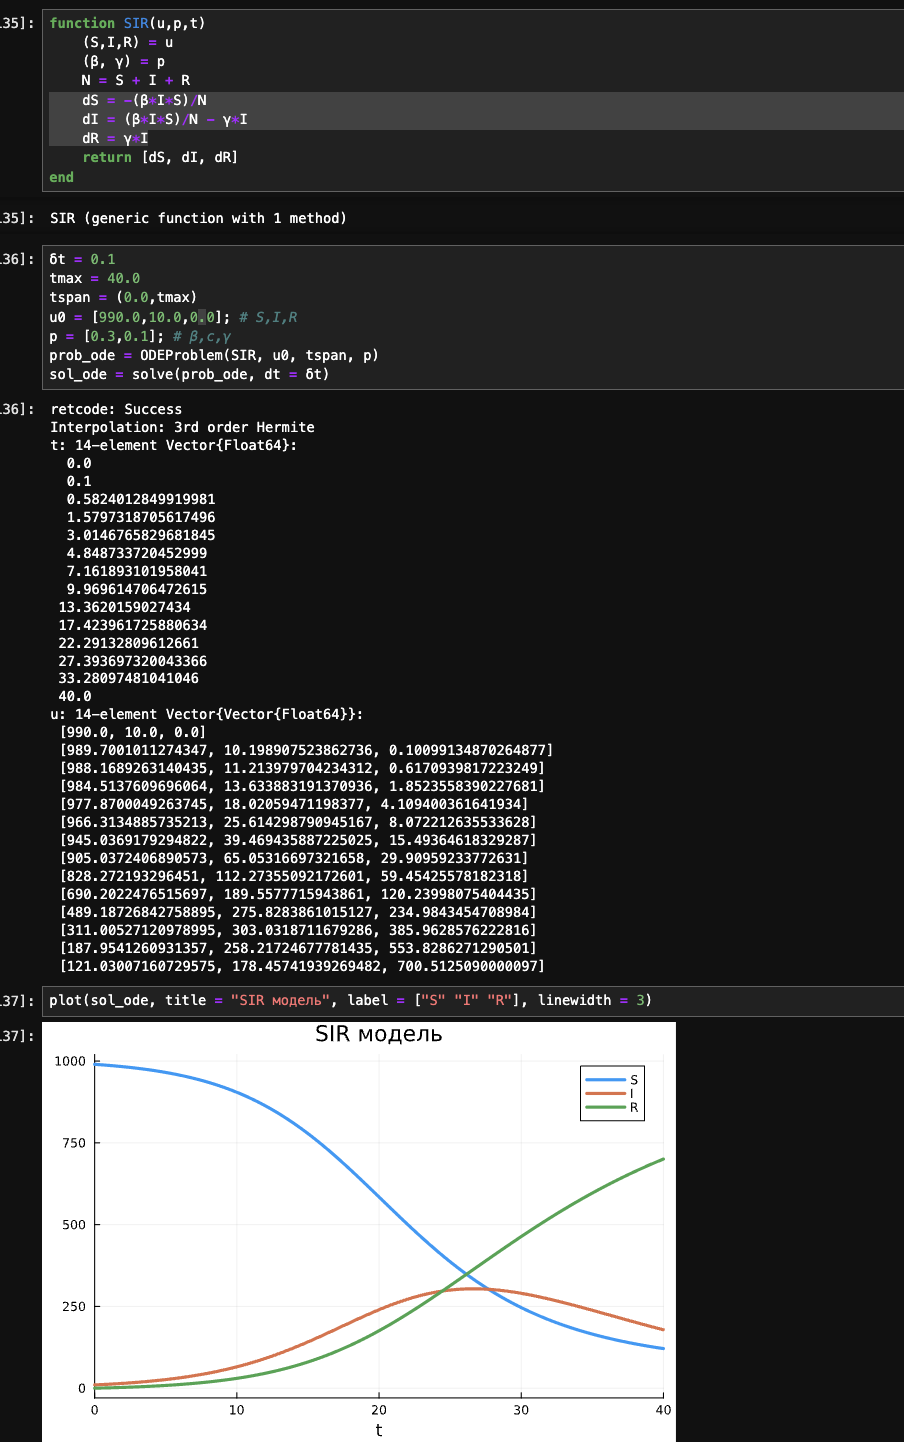 .35]:
function SIR(u,p,t)
    (S,I,R) = u
    (β, γ) = p
    N = S + I + R
    dS = -(β*I*S)/N
    dI = (β*I*S)/N - γ*I
    dR = γ*I
    return [dS, dI, dR]
end
.35]: SIR (generic function with 1 method)
.36]:
δt = 0.1
tmax = 40.0
tspan = (0.0,tmax)
u0 = [990.0,10.0,0.0]; # S,I,R
p = [0.3,0.1]; # β,c,γ
prob_ode = ODEProblem(SIR, u0, tspan, p)
sol_ode = solve(prob_ode, dt = δt)
.36]: retcode: Success
Interpolation: 3rd order Hermite
t: 14-element Vector{Float64}:
  0.0
  0.1
  0.5824012849919981
  1.5797318705617496
  3.0146765829681845
  4.848733720452999
  7.161893101958041
  9.969614706472615
 13.3620159027434
 17.423961725880634
 22.29132809612661
 27.393697320043366
 33.28097481041046
 40.0
u: 14-element Vector{Vector{Float64}}:
 [990.0, 10.0, 0.0]
 [989.7001011274347, 10.198907523862736, 0.10099134870264877]
 [988.1689263140435, 11.213979704234312, 0.6170939817223249]
 [984.5137609696064, 13.633883191370936, 1.8523558390227681]
 [977.8700049263745, 18.02059471198377, 4.109400361641934]
 [966.3134885735213, 25.614298790945167, 8.072212635533628]
 [945.0369179294822, 39.469435887225025, 15.49364618329287]
 [905.0372406890573, 65.05316697321658, 29.90959233772631]
 [828.272193296451, 112.27355092172601, 59.45425578182318]
 [690.2022476515697, 189.5577715943861, 120.23998075404435]
 [489.18726842758895, 275.8283861015127, 234.9843454708984]
 [311.00527120978995, 303.0318711679286, 385.9628576222816]
 [187.9541260931357, 258.21724677781435, 553.8286271290501]
 [121.03007160729575, 178.45741939269482, 700.5125090000097]
.37]: plot(sol_ode, title = "SIR модель", label = ["S" "I" "R"], linewidth = 3)
.37]:
SIR модель
1000
750
500
250
0
S
I
R
0 10 20 30 40
t